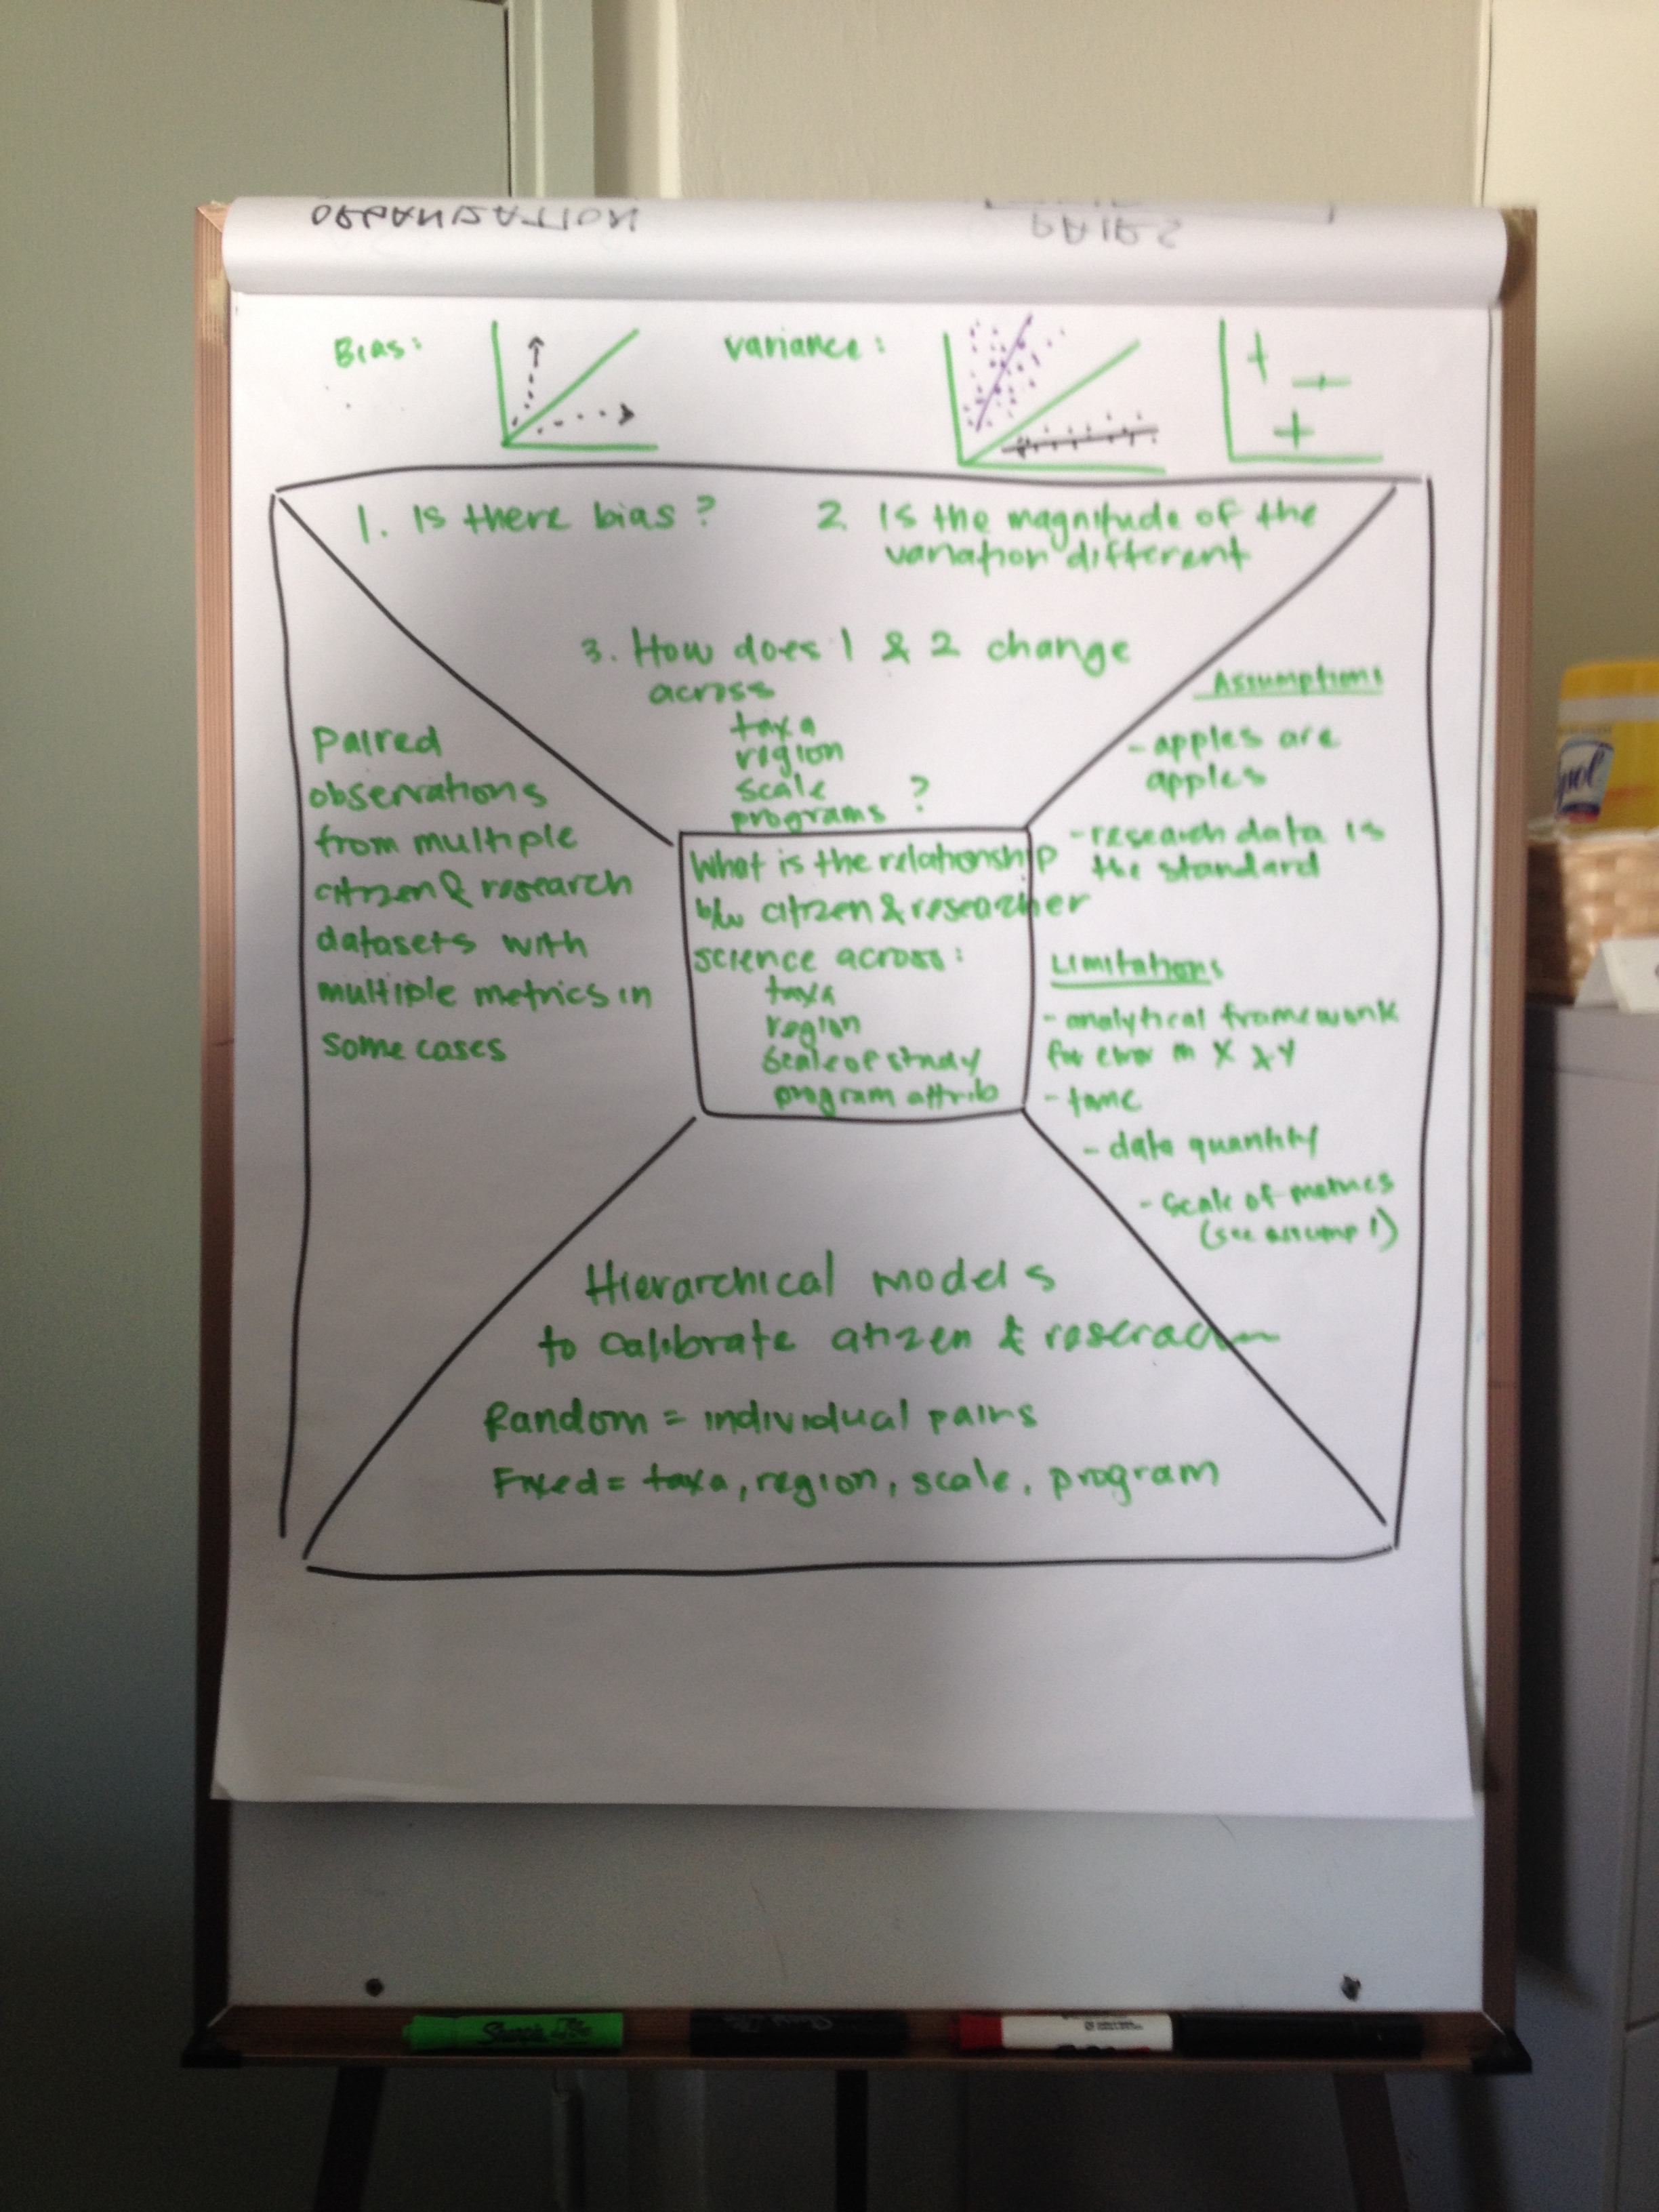 ORGANISATION
PAIRS
Bias:
variance:
1. Is there bias?
2. Is the magnitude of the
variation different
3. How does 1 & 2 change
across
taxa
region
scale
programs ?
Paired
observations
from multiple
citizen & research
datasets with
multiple metrics in
some cases
What is the relationship
b/w citizen & researcher
science across:
taxa
region
scale of study
program attrib
Assumptions
- apples are
apples
- research data is
the standard
Limitations
- analytical framework
for error in X & Y
- time
- data quantity
- scale of metrics
(see assump 1)
Hierarchical models
to calibrate citizen & research
Random = individual pairs
Fixed = taxa, region, scale, program
Sharpie